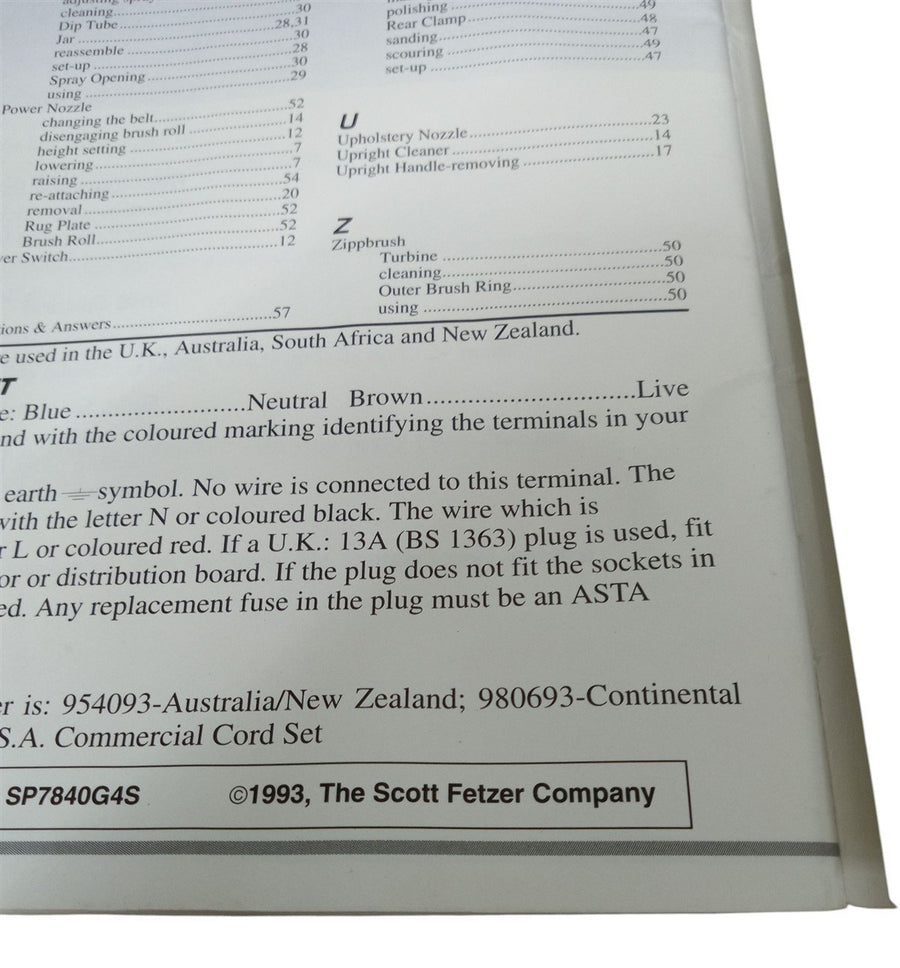 cleaning 30
Dip Tube 28,31
Jar 30
reassemble 28
set-up 30
Spray Opening 29
using
Power Nozzle
changing the belt 52
disengaging brush roll 14
height setting 12
lowering 7
raising 7
re-attaching 54
removal 20
Rug Plate 52
Brush Roll 52
er Switch 12
ions & Answers 57
polishing 49
Rear Clamp 48
sanding 47
scouring 49
set-up 47
U
Upholstery Nozzle 23
Upright Cleaner 14
Upright Handle-removing 17
Z
Zippbrush
Turbine 50
cleaning 50
Outer Brush Ring 50
using 50
e used in the U.K., Australia, South Africa and New Zealand.
T
e: Blue Neutral Brown Live
nd with the coloured marking identifying the terminals in your
earth ⏚ symbol. No wire is connected to this terminal. The
with the letter N or coloured black. The wire which is
r L or coloured red. If a U.K.: 13A (BS 1363) plug is used, fit
or or distribution board. If the plug does not fit the sockets in
ed. Any replacement fuse in the plug must be an ASTA
er is: 954093-Australia/New Zealand; 980693-Continental
S.A. Commercial Cord Set
SP7840G4S ©1993, The Scott Fetzer Company